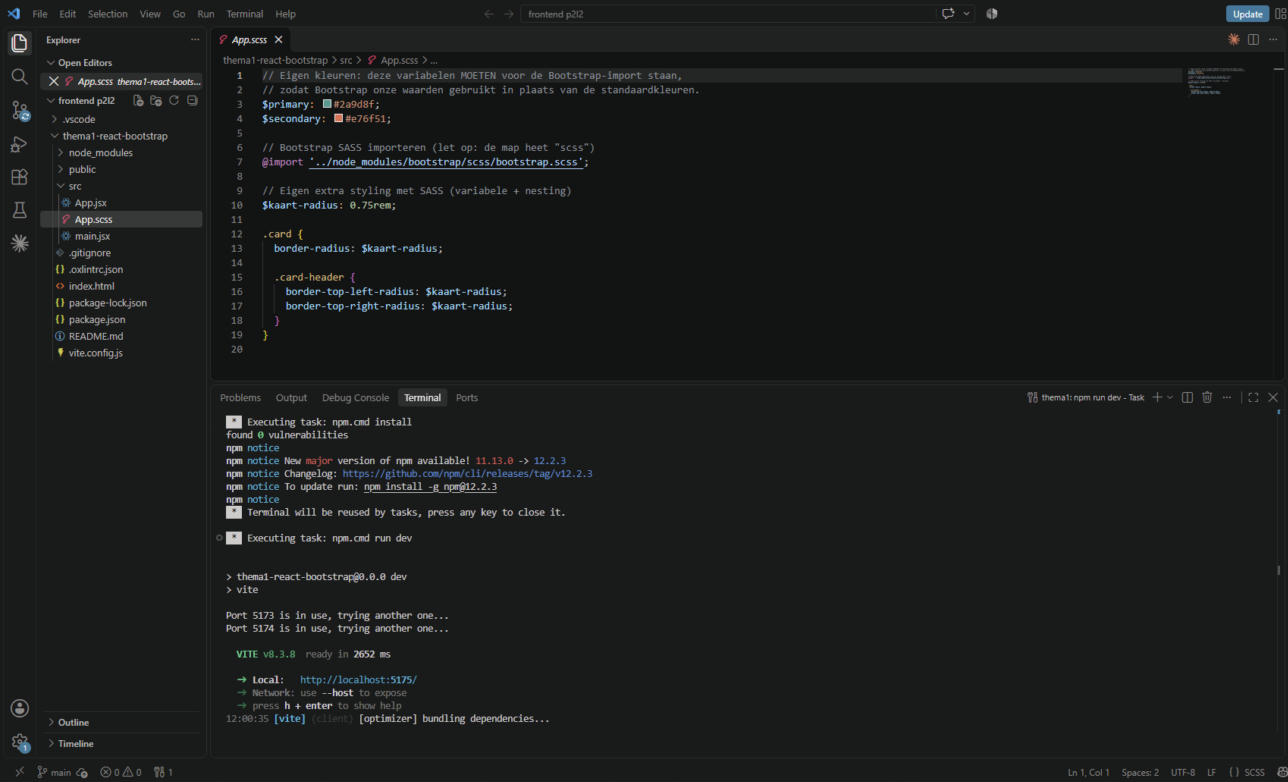 File Edit Selection View Go Run Terminal Help
frontend p2l2
Update
Explorer
Open Editors
App.scss thema1-react-boots...
frontend p2l2
.vscode
thema1-react-bootstrap
node_modules
public
src
App.jsx
App.scss
main.jsx
.gitignore
.oxlintrc.json
index.html
package-lock.json
package.json
README.md
vite.config.js
Outline
Timeline
App.scss
thema1-react-bootstrap > src > App.scss > ...
1 // Eigen kleuren: deze variabelen MOETEN voor de Bootstrap-import staan,
2 // zodat Bootstrap onze waarden gebruikt in plaats van de standaardkleuren.
3 $primary: #2a9d8f;
4 $secondary: #e76f51;
5
6 // Bootstrap SASS importeren (let op: de map heet "scss")
7 @import '../node_modules/bootstrap/scss/bootstrap.scss';
8
9 // Eigen extra styling met SASS (variabele + nesting)
10 $kaart-radius: 0.75rem;
11
12 .card {
13 border-radius: $kaart-radius;
14
15 .card-header {
16 border-top-left-radius: $kaart-radius;
17 border-top-right-radius: $kaart-radius;
18 }
19 }
20
Problems Output Debug Console Terminal Ports
thema1: npm run dev - Task
* Executing task: npm.cmd install
found 0 vulnerabilities
npm notice
npm notice New major version of npm available! 11.13.0 -> 12.2.3
npm notice Changelog: https://github.com/npm/cli/releases/tag/v12.2.3
npm notice To update run: npm install -g npm@12.2.3
npm notice
* Terminal will be reused by tasks, press any key to close it.
* Executing task: npm.cmd run dev
> thema1-react-bootstrap@0.0.0 dev
> vite
Port 5173 is in use, trying another one...
Port 5174 is in use, trying another one...
VITE v8.3.8 ready in 2652 ms
➜ Local: http://localhost:5175/
➜ Network: use --host to expose
➜ press h + enter to show help
12:00:35 [vite] (client) [optimizer] bundling dependencies...
1
main 0 0 1
Ln 1, Col 1 Spaces: 2 UTF-8 LF { } SCSS